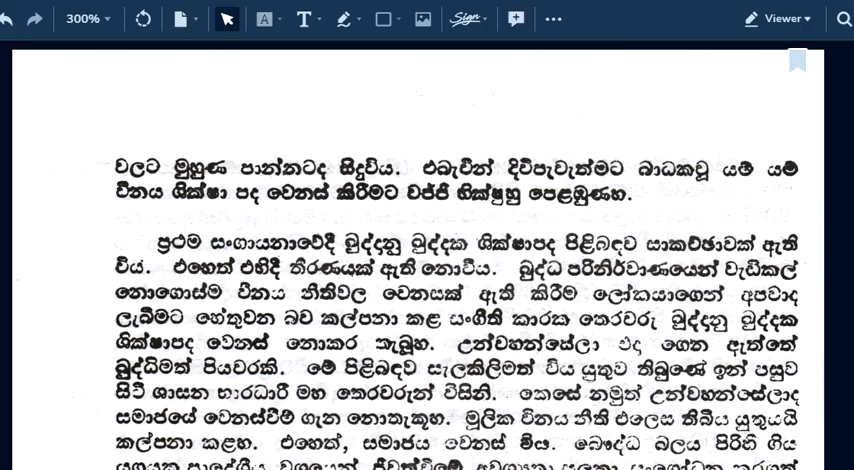 300%
A
T
Sign
Viewer
වලට මුහුණ පාන්නටද සිදුවිය. එබැවින් දිවිපැවැත්මට බාධකවූ යම් යම්
විනය ශික්ෂා පද වෙනස් කිරීමට වජ්ජි භික්ෂුහු පෙළඹුණහ.
ප්‍රථම සංගායනාවේදී ඛුද්දානු ඛුද්දක ශික්ෂාපද පිළිබඳව සාකච්ඡාවක් ඇති
විය. එහෙත් එහිදී තීරණයක් ඇති නොවීය. බුද්ධ පරිනිර්වාණයෙන් වැඩිකල්
නොගොස්ම විනය නීතිවල වෙනසක් ඇති කිරීම ලෝකයාගෙන් අපවාද
ලැබීමට හේතුවන බව කල්පනා කළ සංගීති කාරක තෙරවරු ඛුද්දානු ඛුද්දක
ශික්ෂාපද වෙනස් නොකර තැබූහ. උන්වහන්සේලා එදා ගෙන ඇත්තේ
බුද්ධිමත් පියවරකි. මේ පිළිබඳව සැලකිලිමත් විය යුතුව තිබුණේ ඉන් පසුව
සිටි ශාසන භාරධාරී මහ තෙරවරුන් විසිනි. කෙසේ නමුත් උන්වහන්සේලාද
සමාජයේ වෙනස්වීම් ගැන නොතැකූහ. මූලික විනය නීති එලෙස තිබිය යුතුයයි
කල්පනා කළහ. එහෙත්, සමාජය වෙනස් විය. බෞද්ධ බලය පිරිහී ගිය